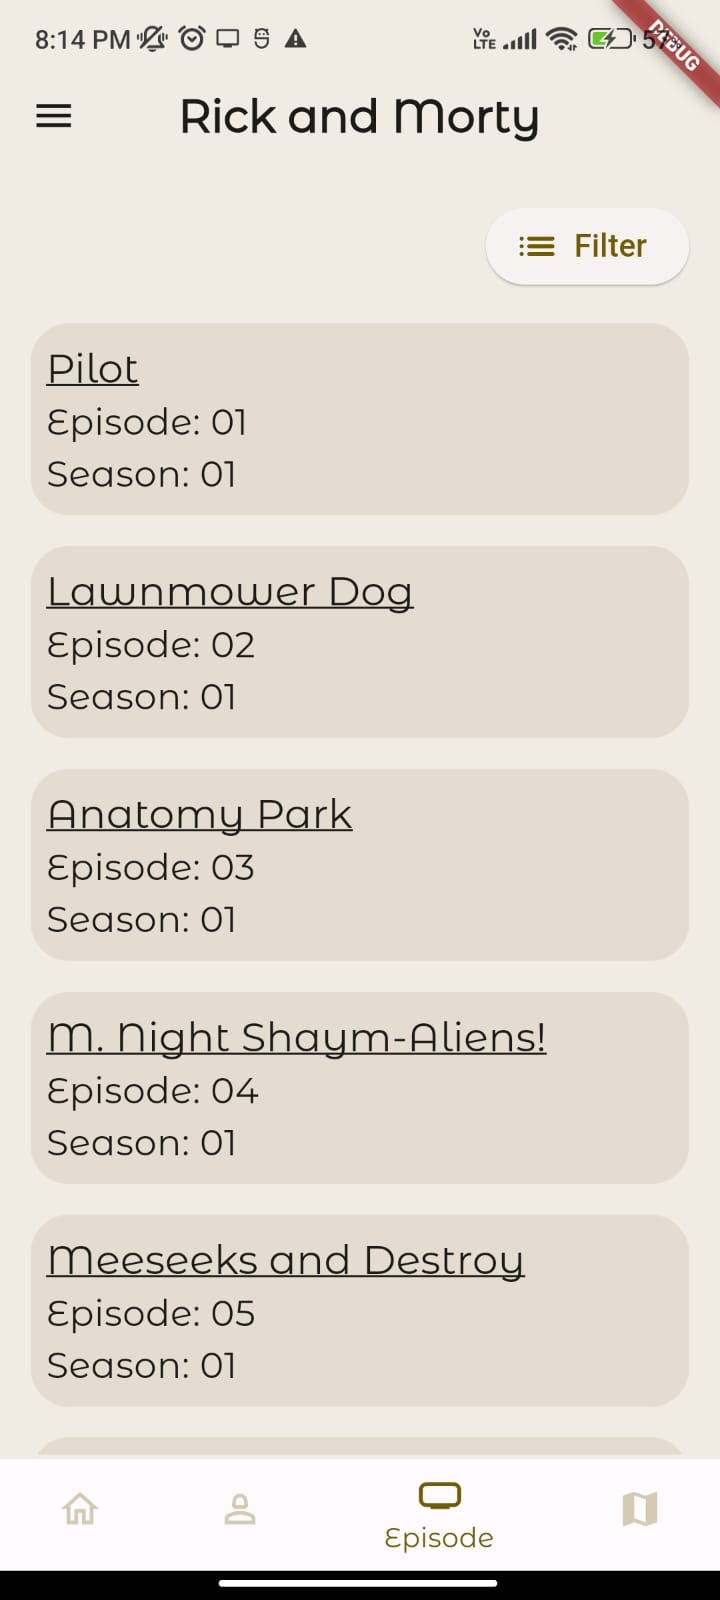 8:14 PM
Vo
LTE
57%
DEBUG
Rick and Morty
Filter
Pilot
Episode: 01
Season: 01
Lawnmower Dog
Episode: 02
Season: 01
Anatomy Park
Episode: 03
Season: 01
M. Night Shaym-Aliens!
Episode: 04
Season: 01
Meeseeks and Destroy
Episode: 05
Season: 01
Episode